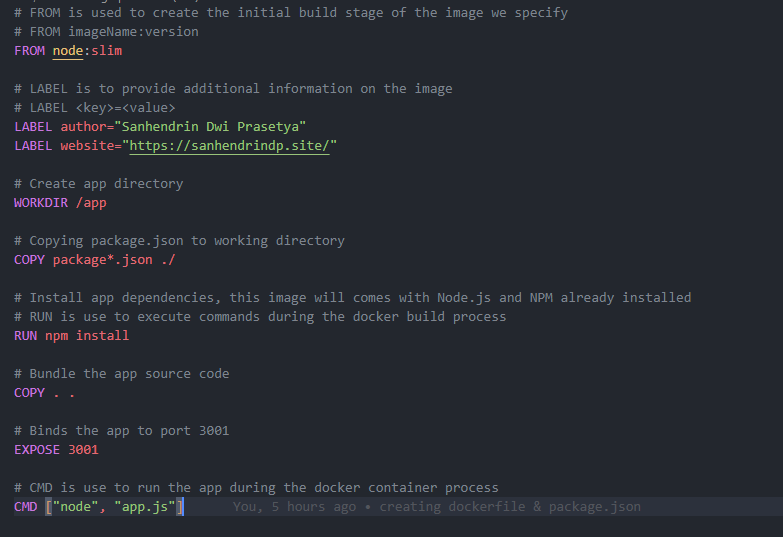 # FROM is used to create the initial build stage of the image we specify
# FROM imageName:version
FROM node:slim
# LABEL is to provide additional information on the image
# LABEL <key>=<value>
LABEL author="Sanhendrin Dwi Prasetya"
LABEL website="https://sanhendrindp.site/"
# Create app directory
WORKDIR /app
# Copying package.json to working directory
COPY package*.json ./
# Install app dependencies, this image will comes with Node.js and NPM already installed
# RUN is use to execute commands during the docker build process
RUN npm install
# Bundle the app source code
COPY . .
# Binds the app to port 3001
EXPOSE 3001
# CMD is use to run the app during the docker container process
CMD ["node", "app.js"] You, 5 hours ago • creating dockerfile & package.json